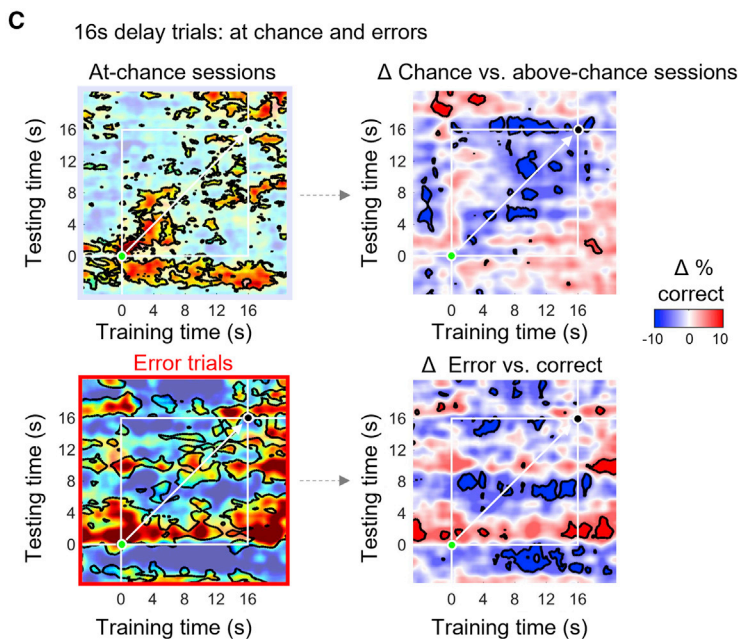 C
16s delay trials: at chance and errors
At-chance sessions
Δ Chance vs. above-chance sessions
Testing time (s)
16
12
8
4
0
0 4 8 12 16
Training time (s)
Testing time (s)
16
12
8
4
0
0 4 8 12 16
Training time (s)
Δ %
correct
-10 0 10
Error trials
Δ Error vs. correct
Testing time (s)
16
12
8
4
0
0 4 8 12 16
Training time (s)
Testing time (s)
16
12
8
4
0
0 4 8 12 16
Training time (s)